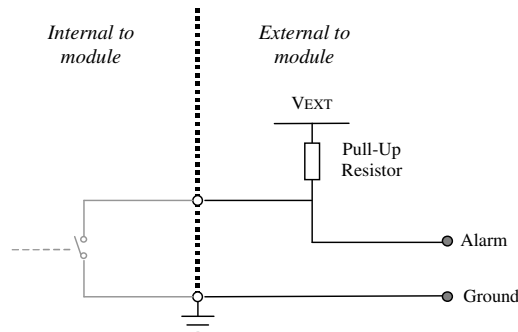 Internal to
module
External to
module
VEXT
Pull-Up
Resistor
Alarm
Ground